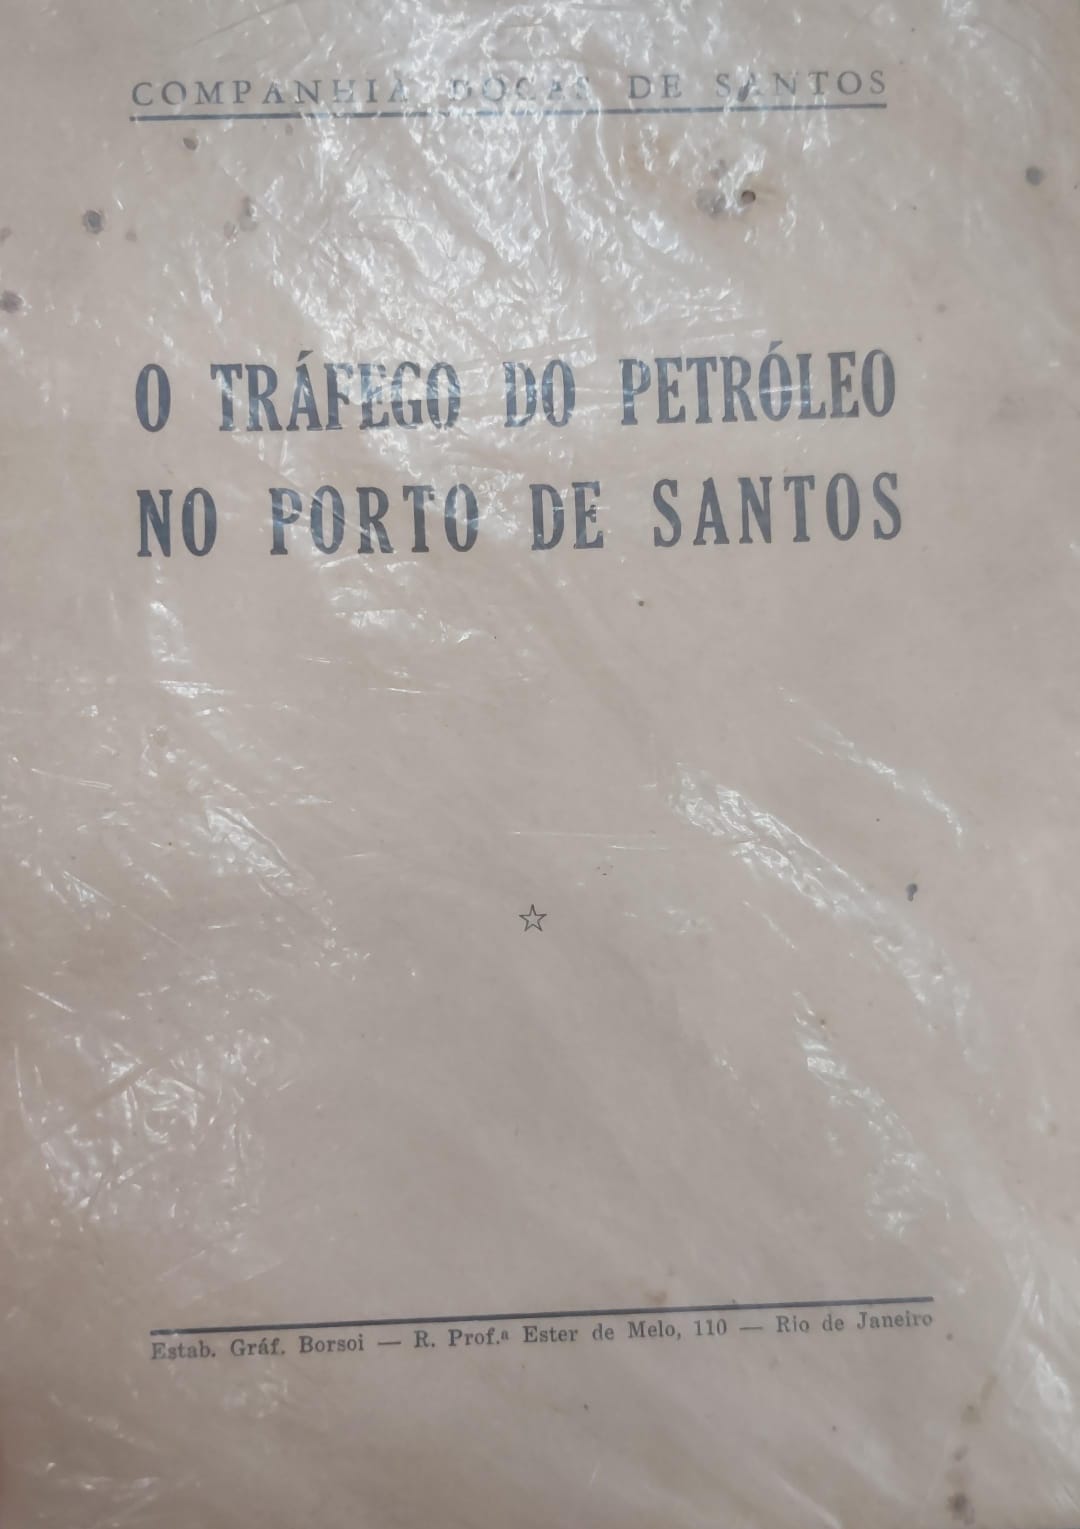 COMPANHIA DOCAS DE SANTOS
O TRÁFEGO DO PETRÓLEO
NO PORTO DE SANTOS
Estab. Gráf. Borsoi — R. Prof.ª Ester de Melo, 110 — Rio de Janeiro